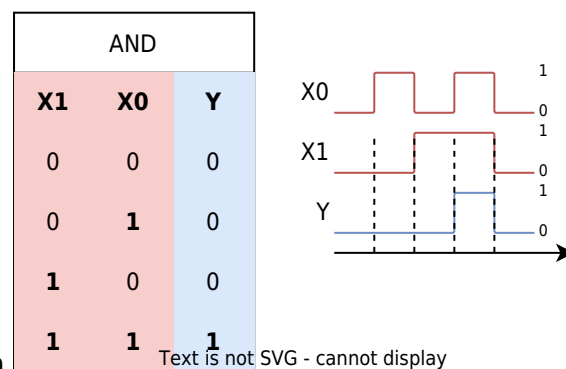 AND
X1 X0 Y
0 0 0
0 1 0
1 0 0
1 1 1
X0 1
0
X1 1
0
Y 1
0
Text is not SVG - cannot display